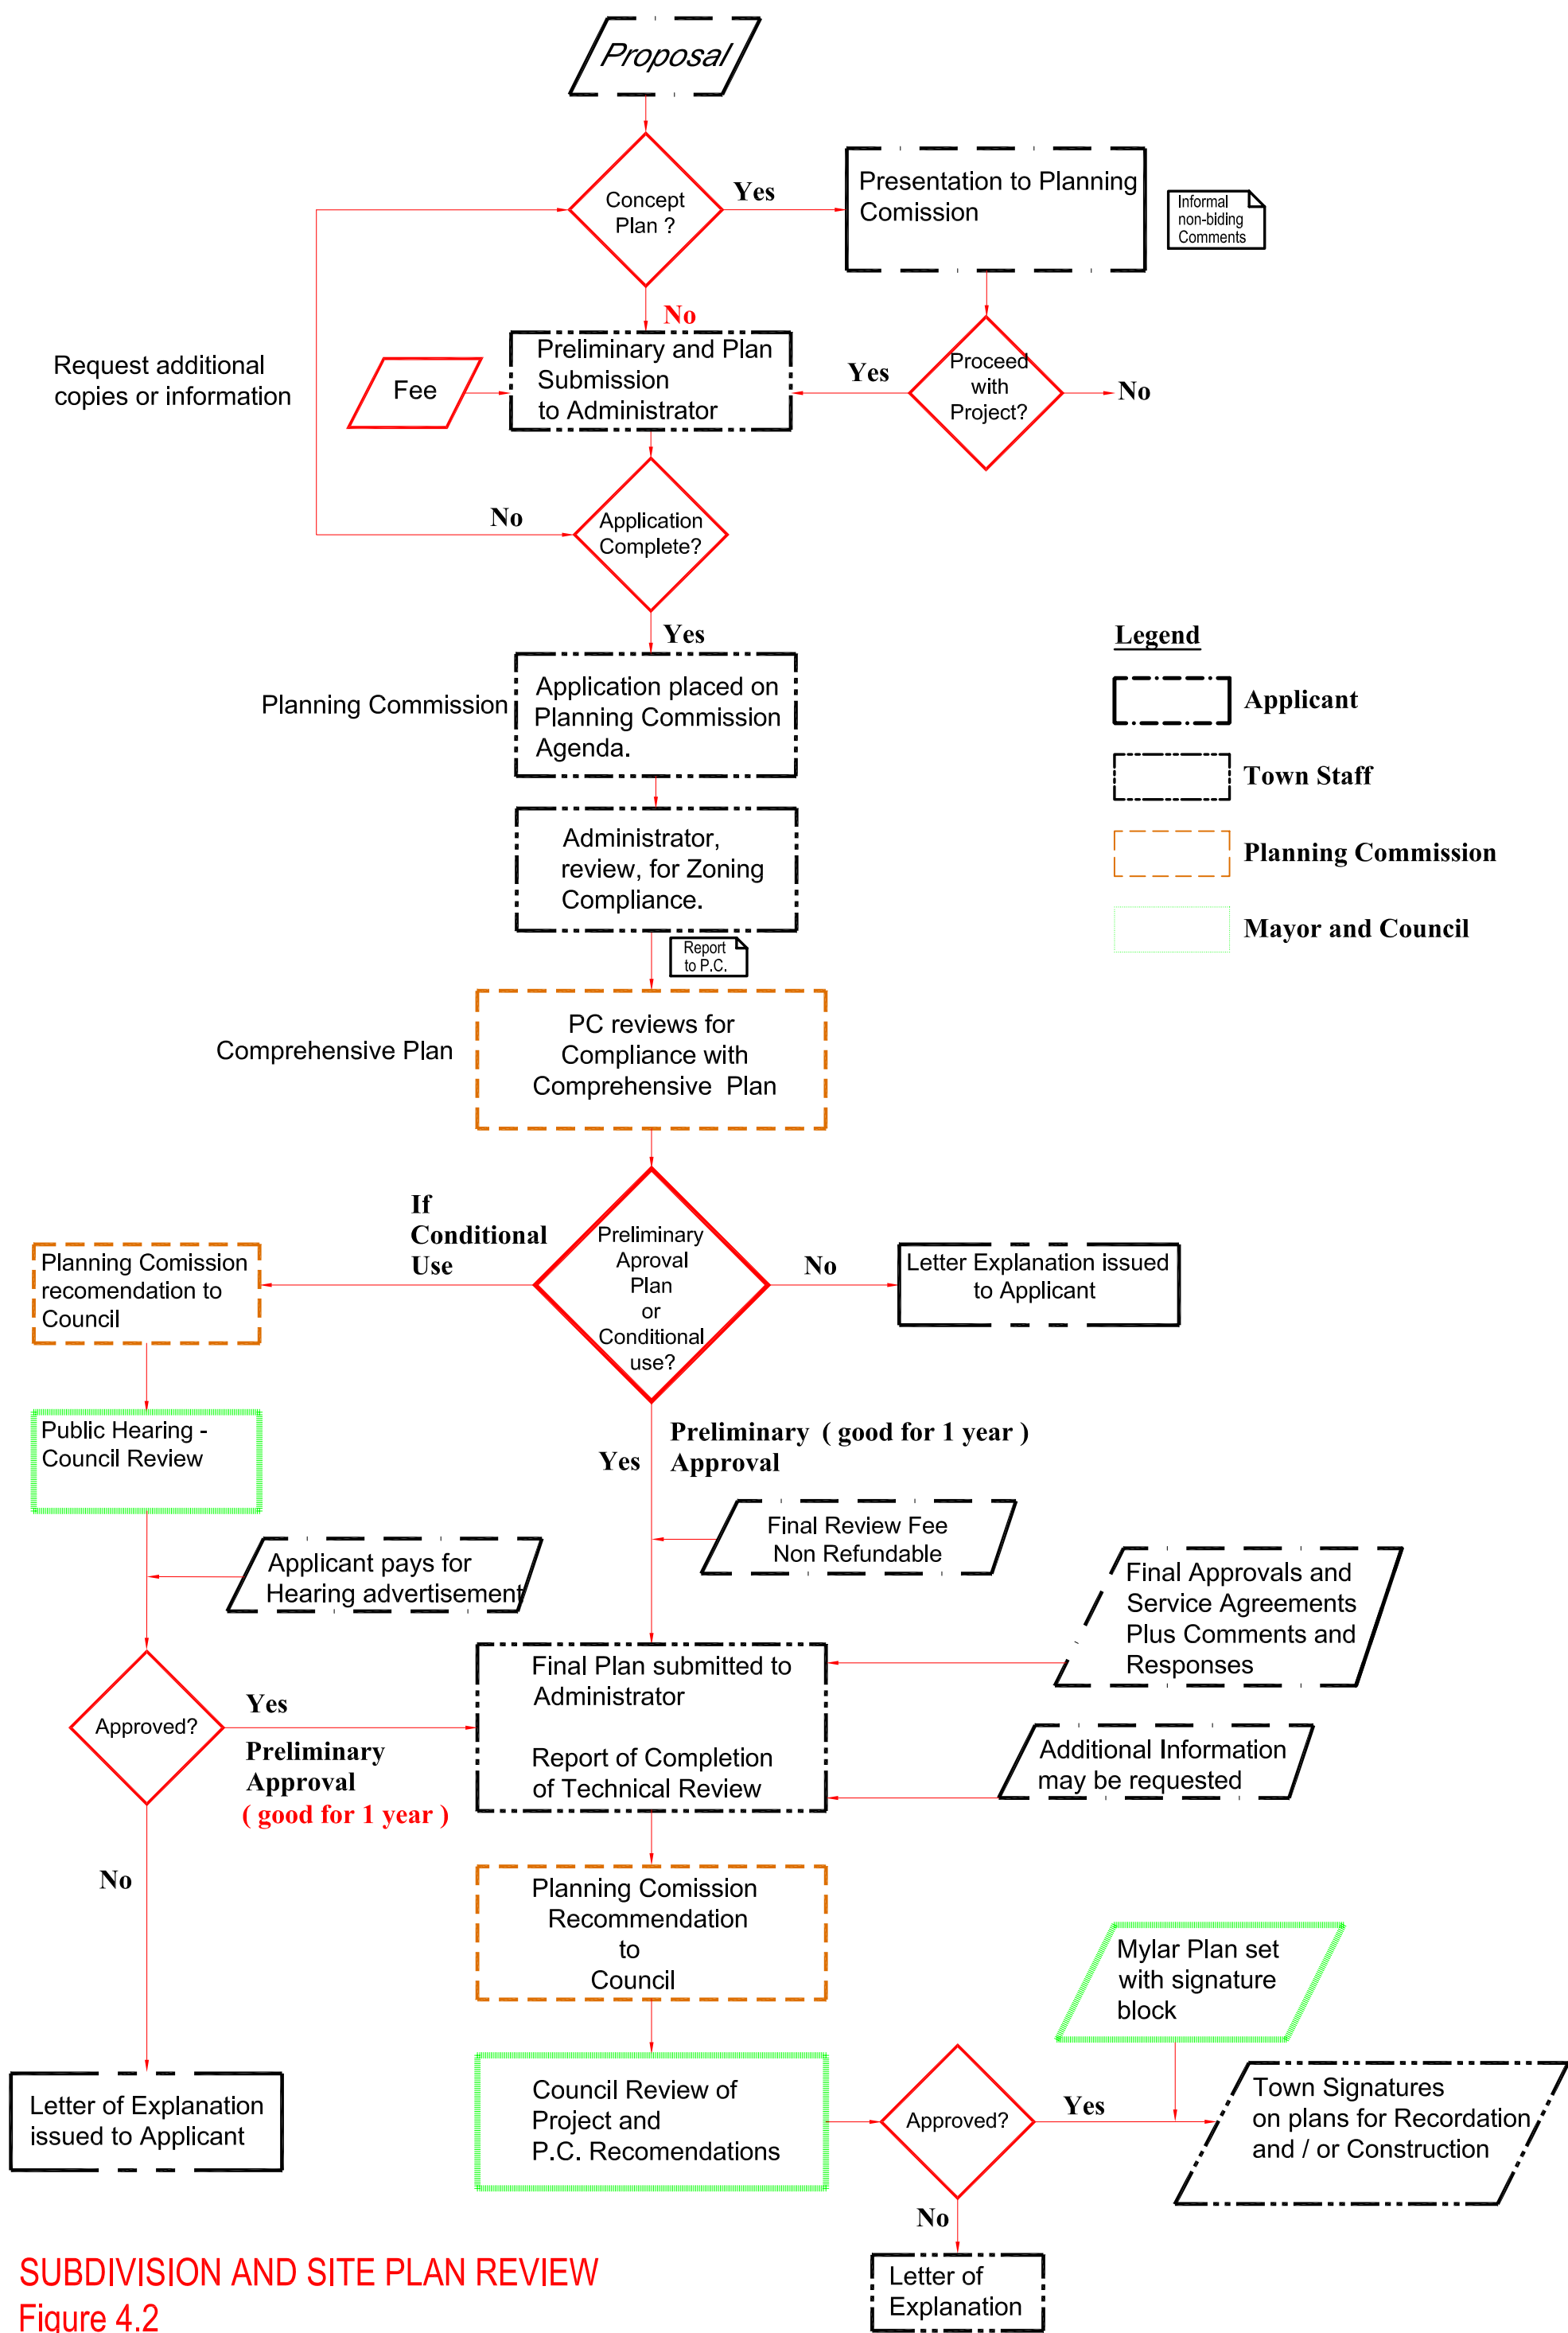 Proposal
Concept
Plan ?
Yes
Presentation to Planning
Comission
Informal
non-biding
Comments
No
Request additional
copies or information
Fee
Preliminary and Plan
Submission
to Administrator
Yes
Proceed
with
Project?
No
No
Application
Complete?
Yes
Legend
Applicant
Town Staff
Planning Commission
Mayor and Council
Planning Commission
Application placed on
Planning Commission
Agenda.
Administrator,
review, for Zoning
Compliance.
Report
to P.C.
Comprehensive Plan
PC reviews for
Compliance with
Comprehensive Plan
If
Conditional
Use
Preliminary
Aproval
Plan
or
Conditional
use?
No
Letter Explanation issued
to Applicant
Planning Comission
recomendation to
Council
Public Hearing -
Council Review
Yes
Preliminary ( good for 1 year )
Approval
Final Review Fee
Non Refundable
Applicant pays for
Hearing advertisement
Final Approvals and
Service Agreements
Plus Comments and
Responses
Approved?
Yes
Preliminary
Approval
( good for 1 year )
No
Final Plan submitted to
Administrator
Report of Completion
of Technical Review
Additional Information
may be requested
Planning Comission
Recommendation
to
Council
Mylar Plan set
with signature
block
Letter of Explanation
issued to Applicant
Council Review of
Project and
P.C. Recomendations
Approved?
Yes
Town Signatures
on plans for Recordation
and / or Construction
No
Letter of
Explanation
SUBDIVISION AND SITE PLAN REVIEW
Figure 4.2